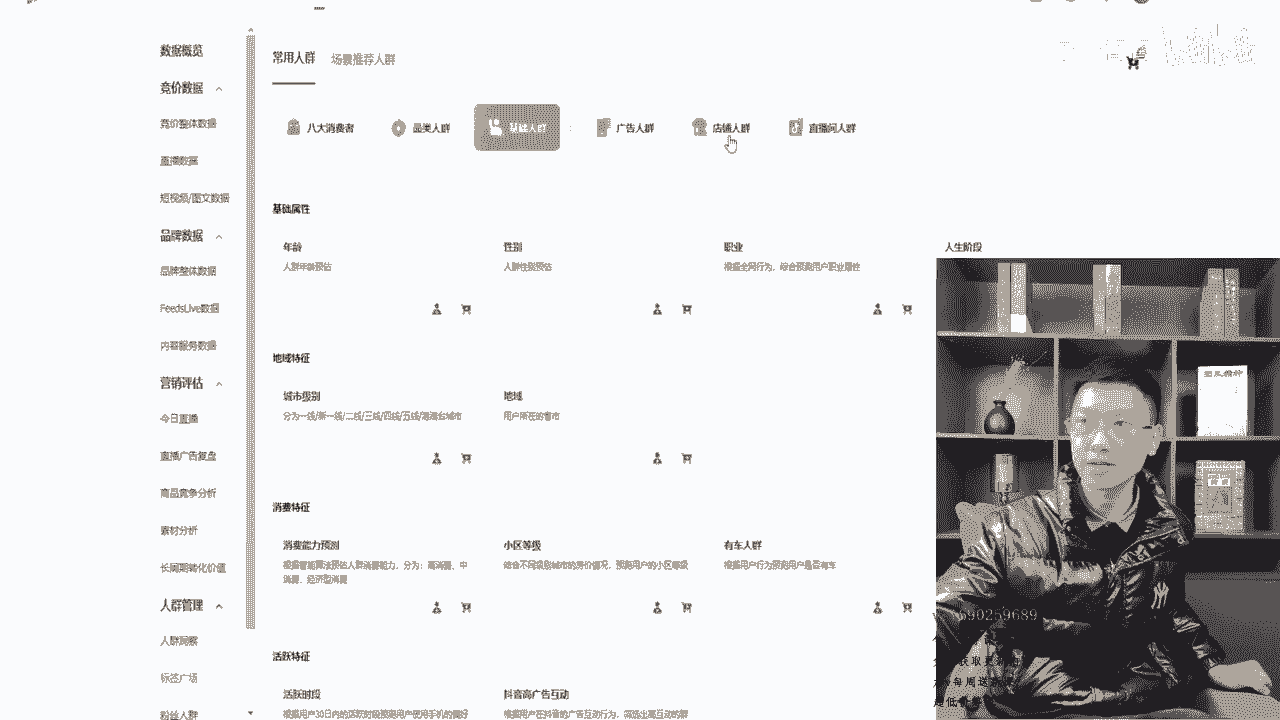 数据概览
竞价数据
竞价整体数据
直播数据
短视频/图文数据
品牌数据
品牌整体数据
FeedsLive数据
内容服务数据
营销评估
今日直播
直播广告复盘
商品竞争分析
素材分析
长周期转化价值
人群管理
人群洞察
标签广场
粉丝人群
常用人群
场景推荐人群
八大消费者
品类人群
基础人群
广告人群
店铺人群
直播间人群
基础属性
年龄
人群年龄预估
性别
人群性别预估
职业
根据全网行为，综合预测用户职业属性
人生阶段
地域特征
城市级别
分为一线/新一线/二线/三线/四线/五线/港澳台城市
地域
用户所在的省市
消费特征
消费能力预测
根据智能算法预估人群消费能力，分为：高消费、中
消费、经济型消费
小区等级
结合不同级别城市的房价情况，预测用户的小区等级
有车人群
根据用户行为预测用户是否有车
活跃特征
活跃时段
根据用户30日内的活跃时段预测用户使用手机的偏好
抖音高广告互动
根据用户在抖音的广告互动行为，筛选出高互动的群
690259689